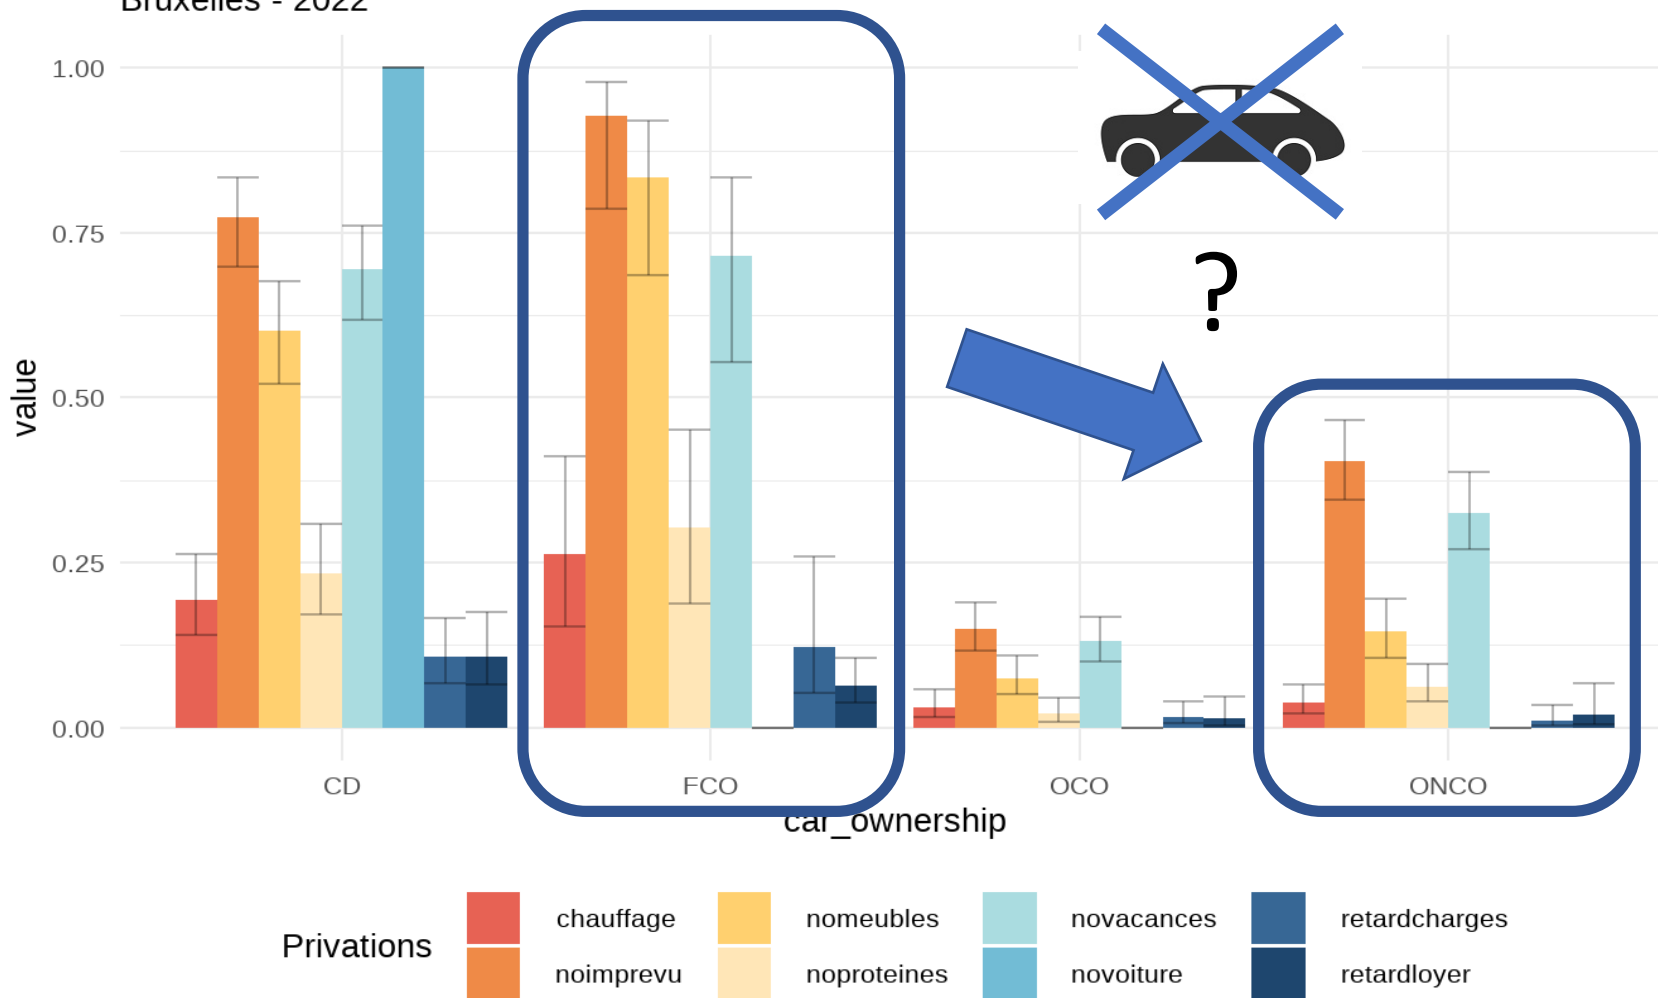 Bruxelles - 2022
1.00
0.75
0.50
0.25
0.00
value
?
CD FCO OCO ONCO
car_ownership
Privations
chauffage nomeubles novacances retardcharges
noimprevu noproteines novoiture retardloyer